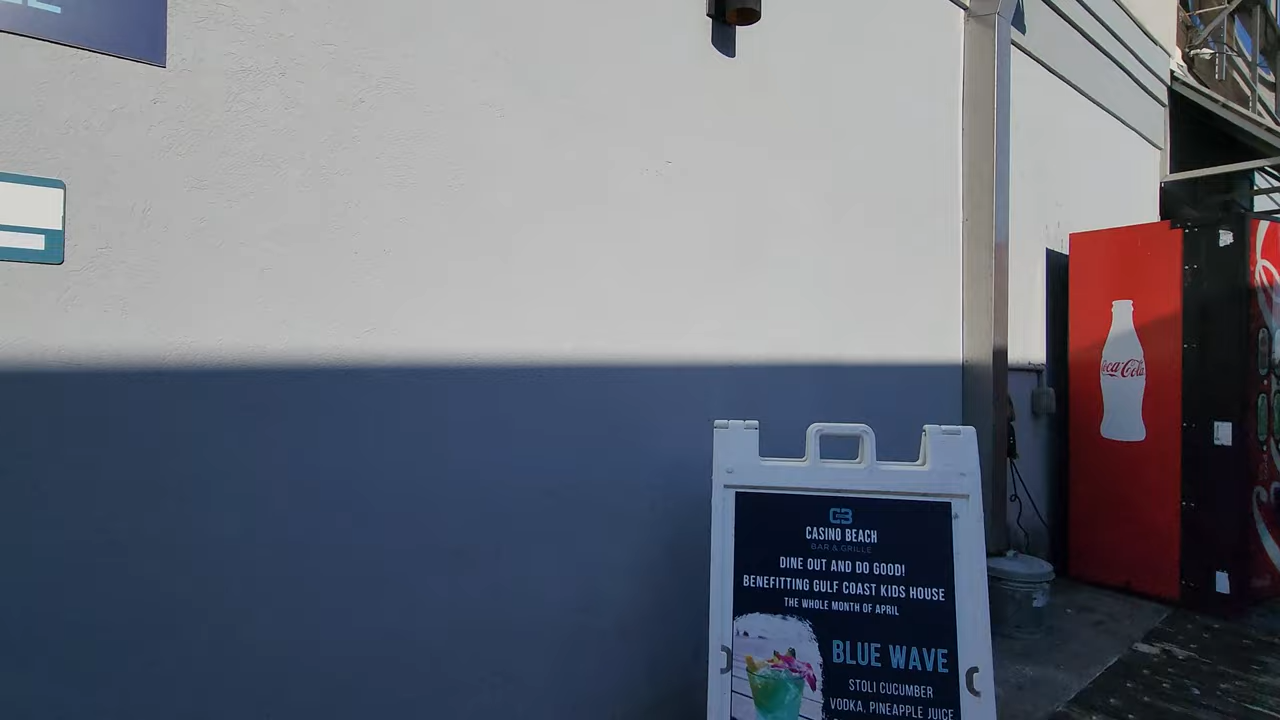 CB
CASINO BEACH
BAR & GRILLE
DINE OUT AND DO GOOD!
BENEFITTING GULF COAST KIDS HOUSE
THE WHOLE MONTH OF APRIL
BLUE WAVE
STOLI CUCUMBER
VODKA, PINEAPPLE JUICE
Coca-Cola